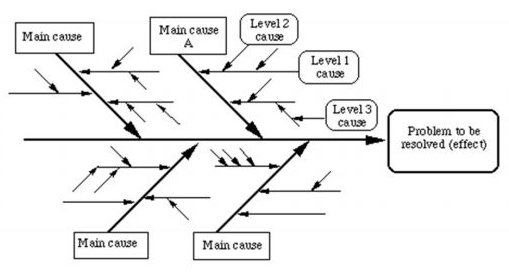 Main cause
Main cause
A
Level 2
cause
Level 1
cause
Level 3
cause
Problem to be
resolved (effect)
Main cause
Main cause